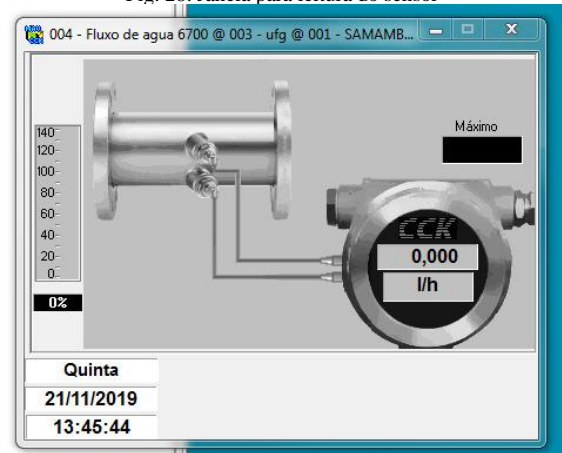 004 - Fluxo de agua 6700 @ 003 - ufg @ 001 - SAMAMB...
Máximo
140
120
100
80
60
40
20
0
0%
CCK
0,000
l/h
Quinta
21/11/2019
13:45:44